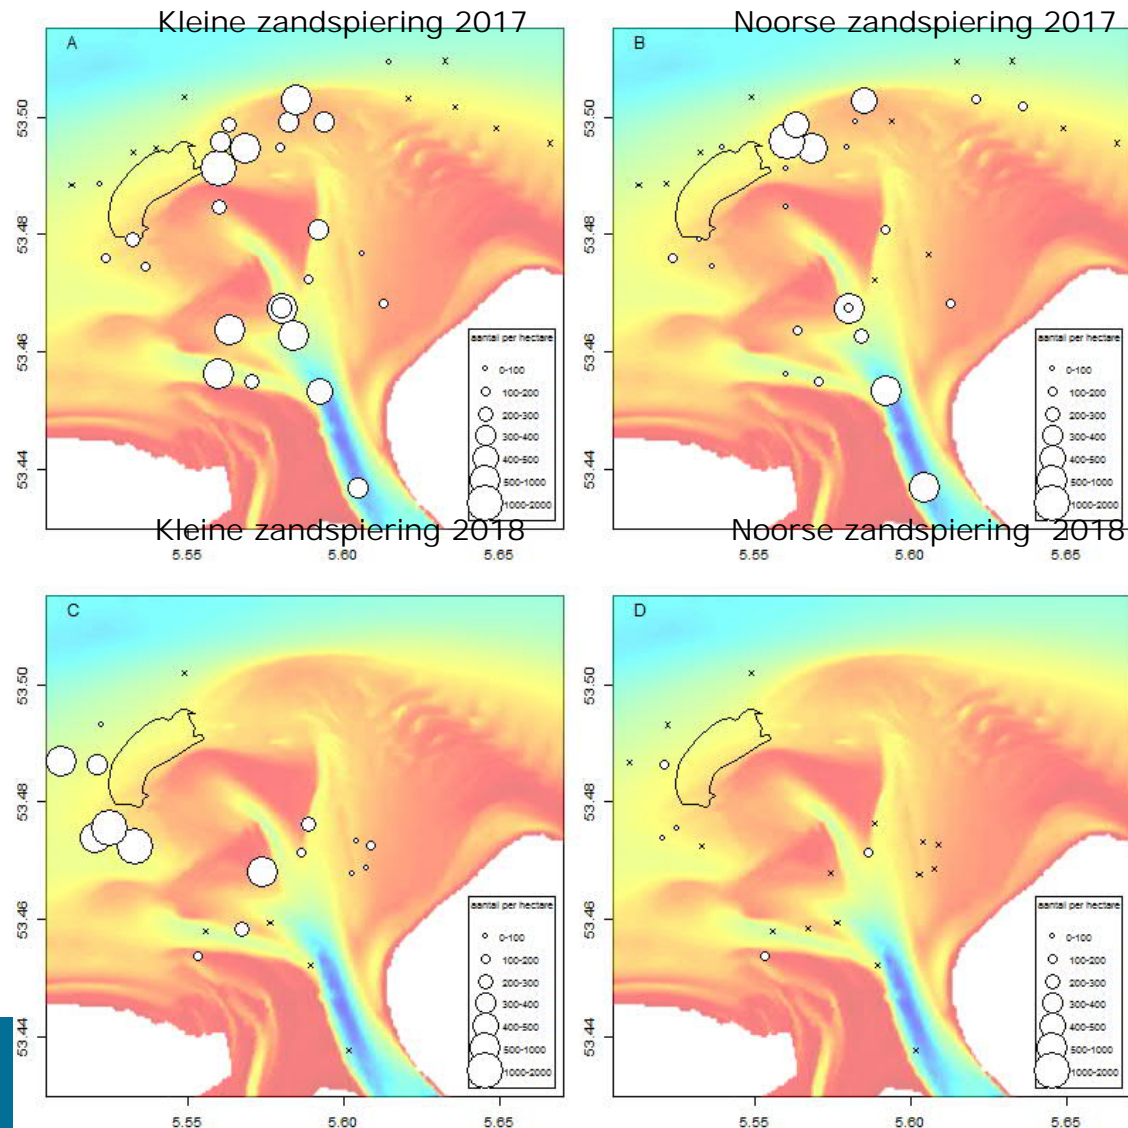 Kleine zandspiering 2017
Noorse zandspiering 2017
A
53.50
53.48
53.46
53.44
aantal per hectare
0-100
100-200
200-300
300-400
400-500
500-1000
1000-2000
B
53.50
53.48
53.46
53.44
aantal per hectare
0-100
100-200
200-300
300-400
400-500
500-1000
1000-2000
Kleine zandspiering 2018
Noorse zandspiering 2018
5.55 5.60 5.65
5.55 5.60 5.65
C
53.50
53.48
53.46
53.44
aantal per hectare
0-100
100-200
200-300
300-400
400-500
500-1000
1000-2000
5.55 5.60 5.65
D
53.50
53.48
53.46
53.44
aantal per hectare
0-100
100-200
200-300
300-400
400-500
500-1000
1000-2000
5.55 5.60 5.65